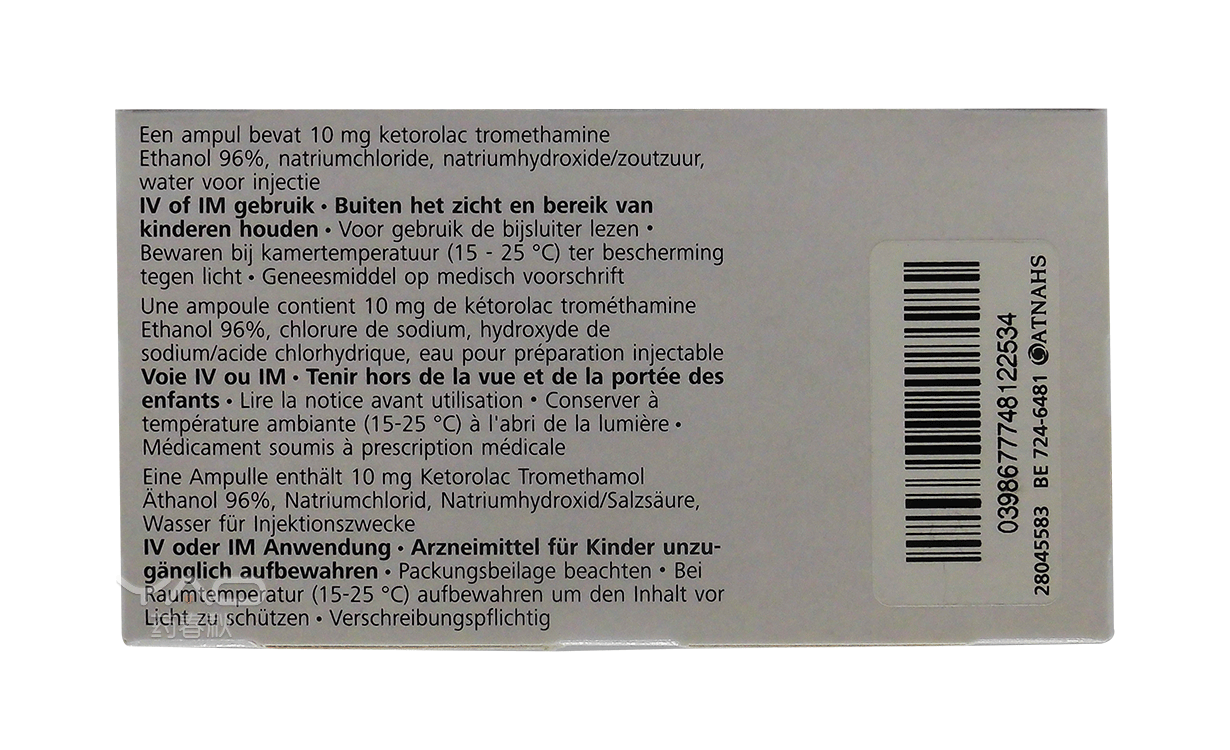 Een ampul bevat 10 mg ketorolac tromethamine
Ethanol 96%, natriumchloride, natriumhydroxide/zoutzuur,
water voor injectie
IV of IM gebruik • Buiten het zicht en bereik van
kinderen houden • Voor gebruik de bijsluiter lezen •
Bewaren bij kamertemperatuur (15 - 25 °C) ter bescherming
tegen licht • Geneesmiddel op medisch voorschrift
Une ampoule contient 10 mg de kétorolac trométhamine
Ethanol 96%, chlorure de sodium, hydroxyde de
sodium/acide chlorhydrique, eau pour préparation injectable
Voie IV ou IM • Tenir hors de la vue et de la portée des
enfants • Lire la notice avant utilisation • Conserver à
température ambiante (15-25 °C) à l'abri de la lumière •
Médicament soumis à prescription médicale
Eine Ampulle enthält 10 mg Ketorolac Tromethamol
Äthanol 96%, Natriumchlorid, Natriumhydroxid/Salzsäure,
Wasser für Injektionszwecke
IV oder IM Anwendung • Arzneimittel für Kinder unzu-
gänglich aufbewahren • Packungsbeilage beachten • Bei
Raumtemperatur (15-25 °C) aufbewahren um den Inhalt vor
Licht zu schützen • Verschreibungspflichtig
YAO
药春秋
03986777748122534
28045583 BE 724-6481 ATNAHS